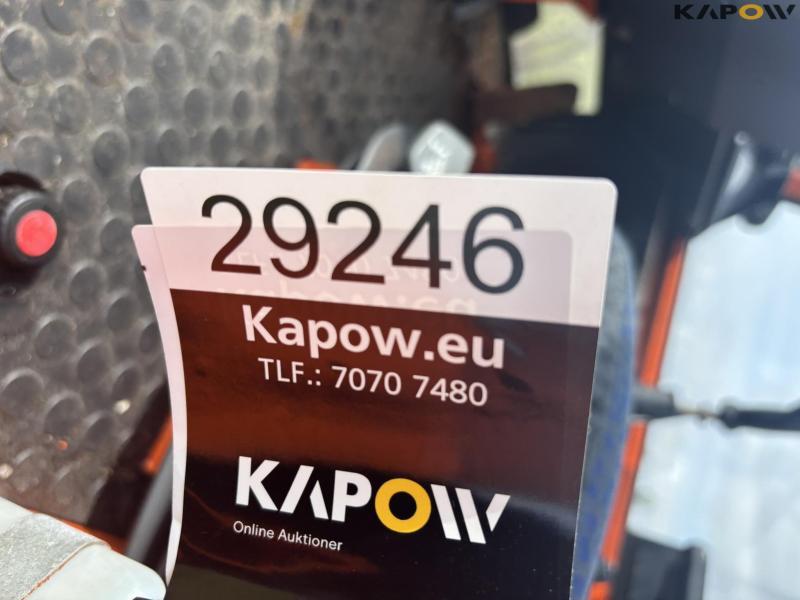 KAPOW
29246
Kapow.eu
TLF.: 7070 7480
KAPOW
Online Auktioner